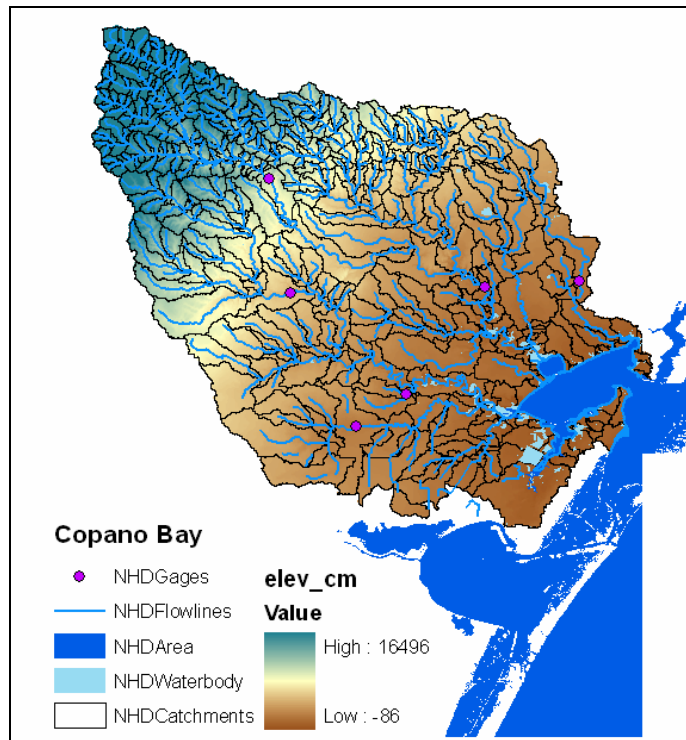 Copano Bay
NHDGages
NHDFlowlines
NHDArea
NHDWaterbody
NHDCatchments
elev_cm
Value
High : 16496
Low : -86